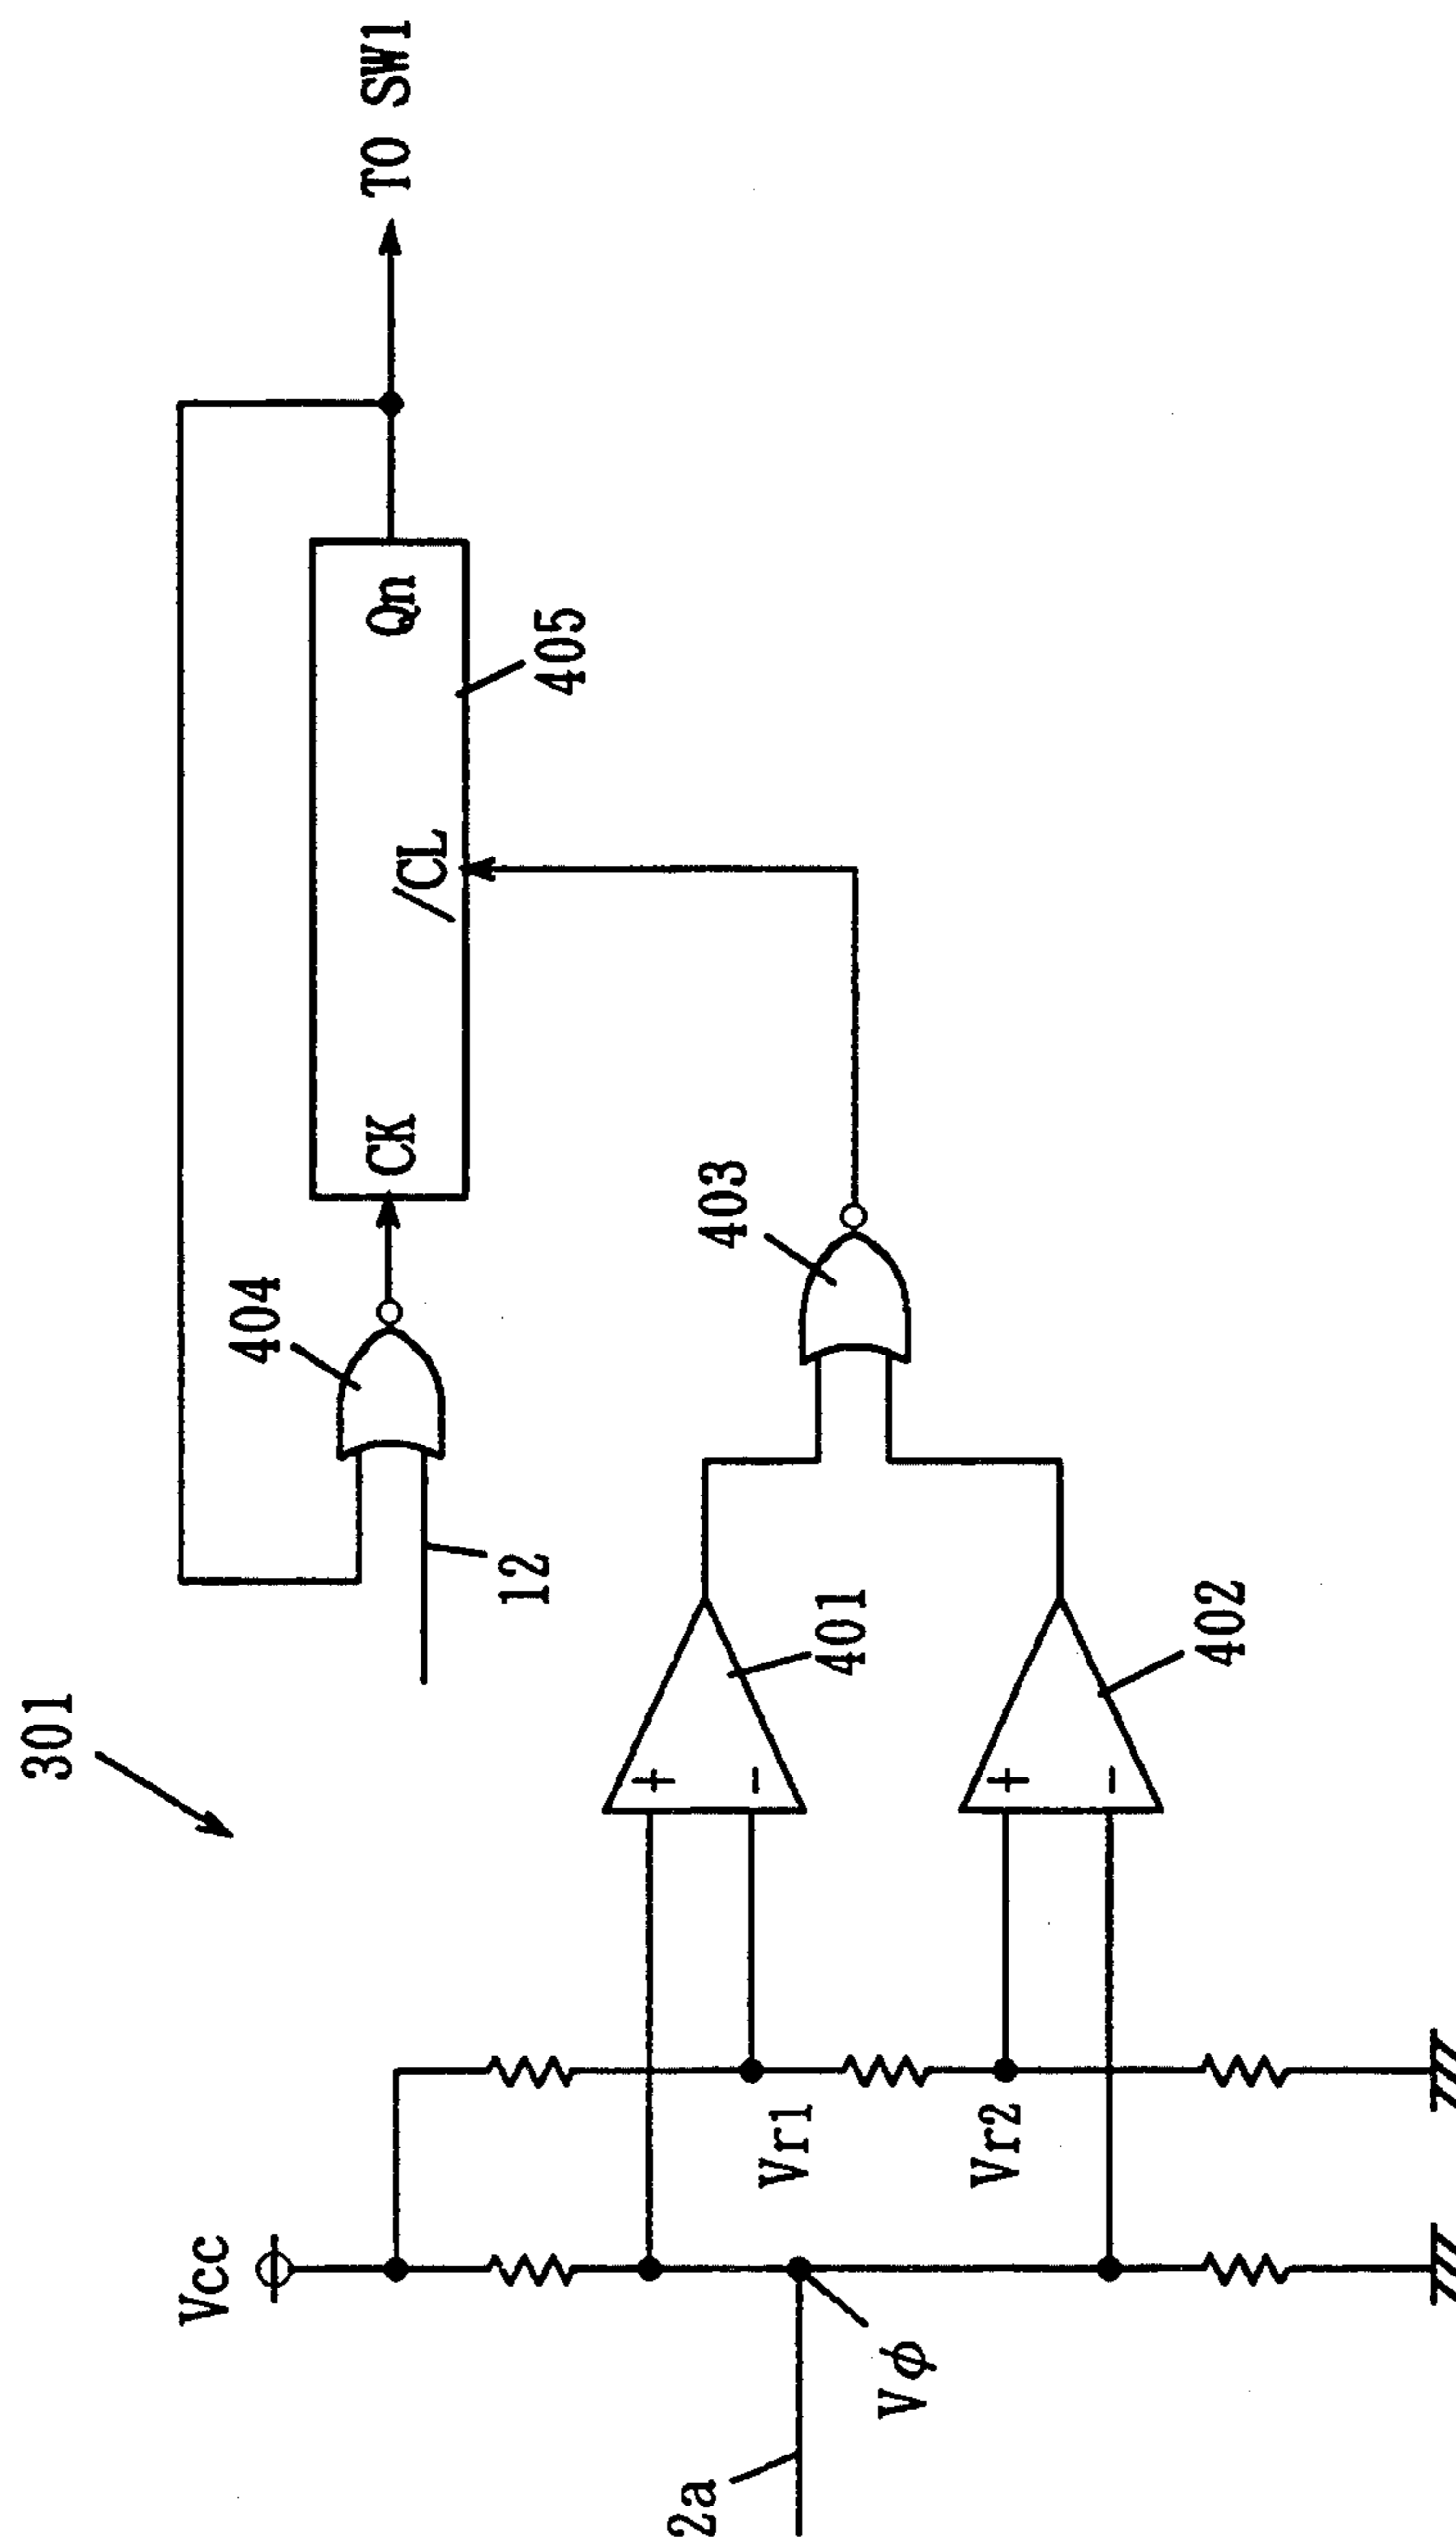 301
Vcc
2a
Vϕ
Vr1
Vr2
+
-
401
+
-
402
403
12
404
CK
/CL
Qn
405
TO SW1